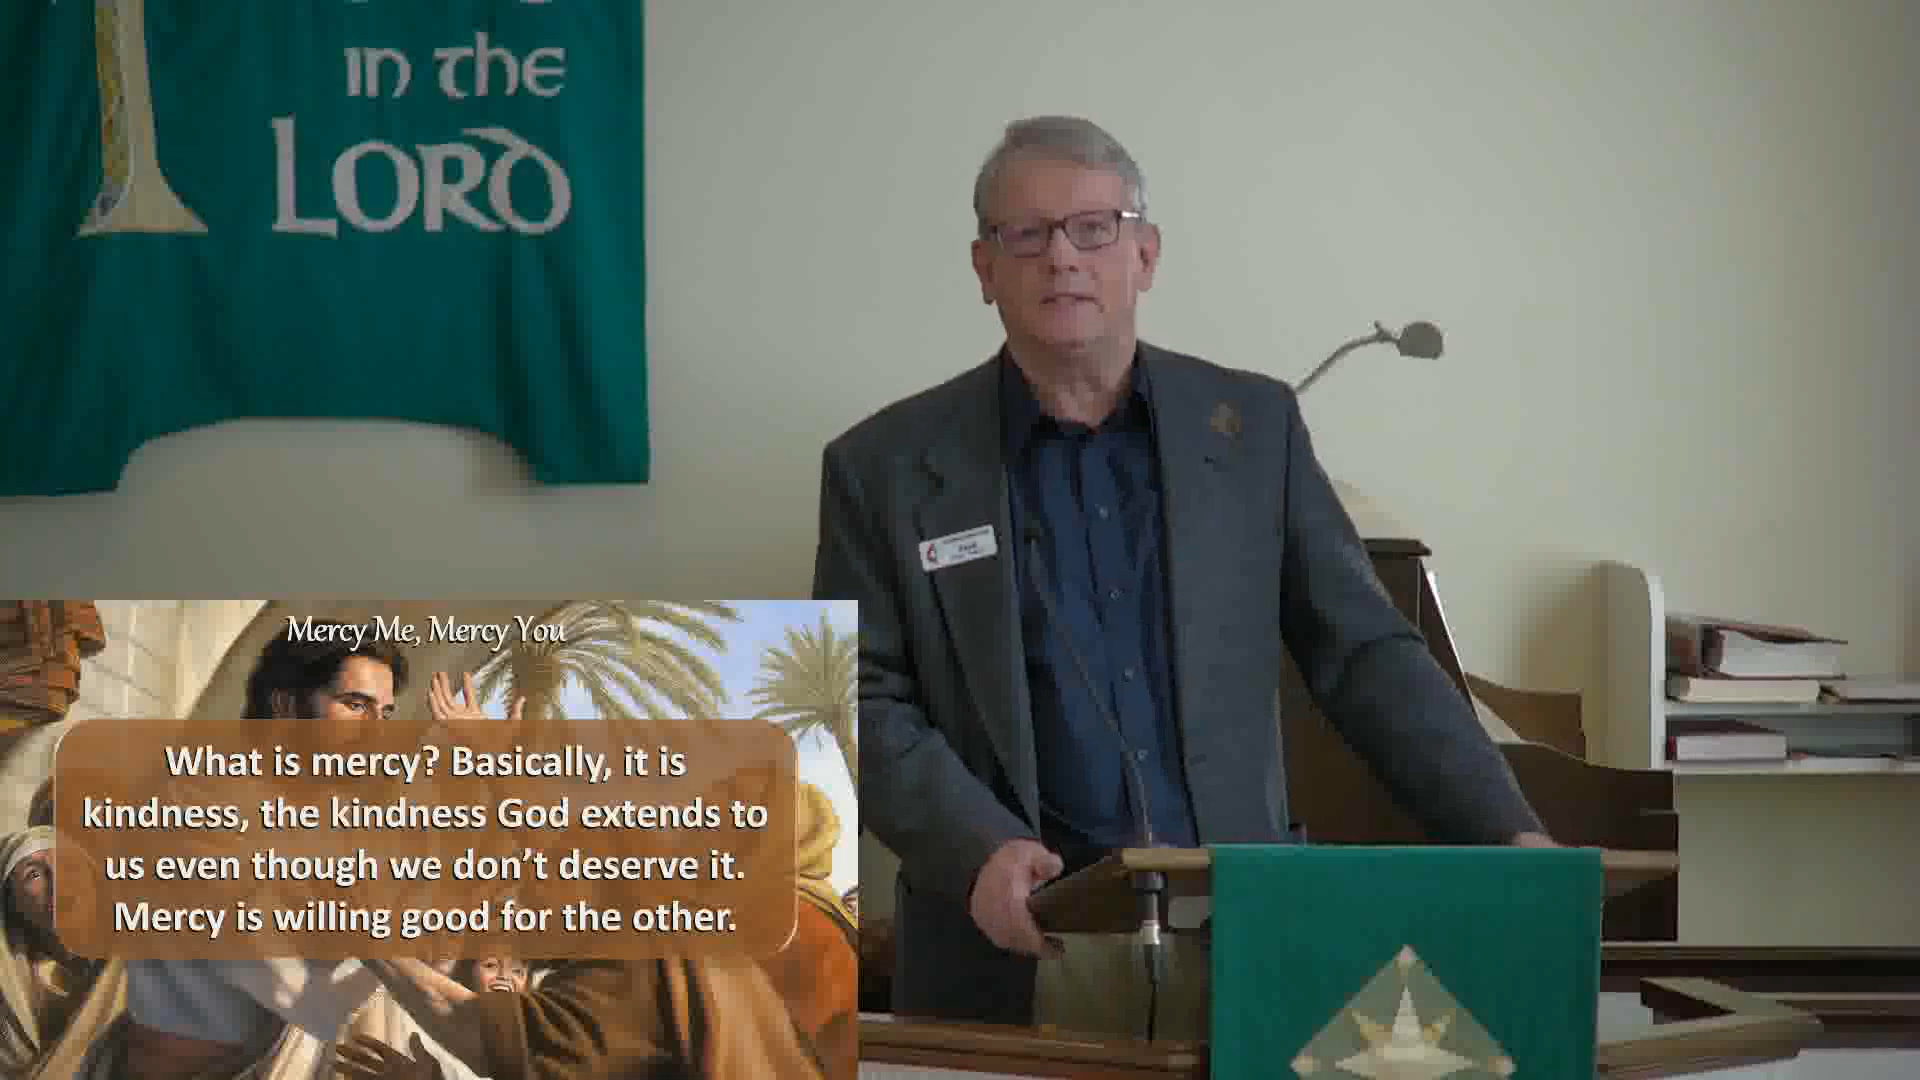 in the
LORD
Mercy Me, Mercy You
What is mercy? Basically, it is
kindness, the kindness God extends to
us even though we don’t deserve it.
Mercy is willing good for the other.